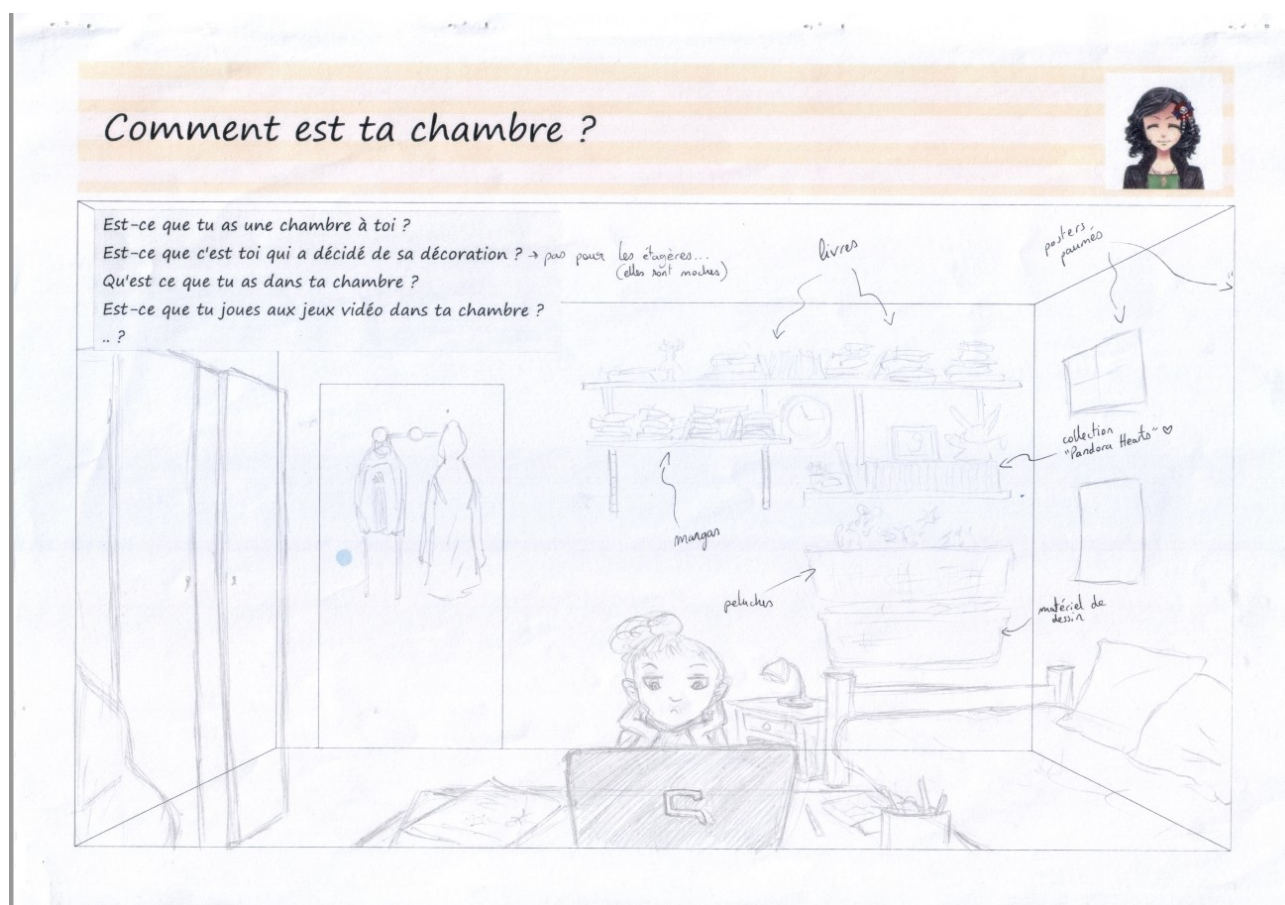 Comment est ta chambre ?
Est-ce que tu as une chambre à toi ?
Est-ce que c'est toi qui a décidé de sa décoration ? → pas pour les étagères...
(elles sont moches)
Qu'est ce que tu as dans ta chambre ?
Est-ce que tu joues aux jeux vidéo dans ta chambre ?
.. ?
livres
posters
paumés
collection
"Pandora Hearts" ♡
mangas
peluches
matériel de
dessin